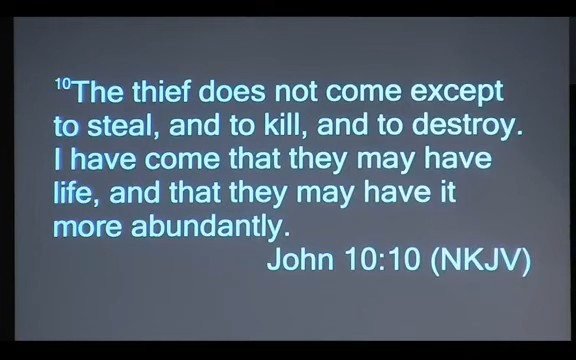 10The thief does not come except
to steal, and to kill, and to destroy.
I have come that they may have
life, and that they may have it
more abundantly.
John 10:10 (NKJV)